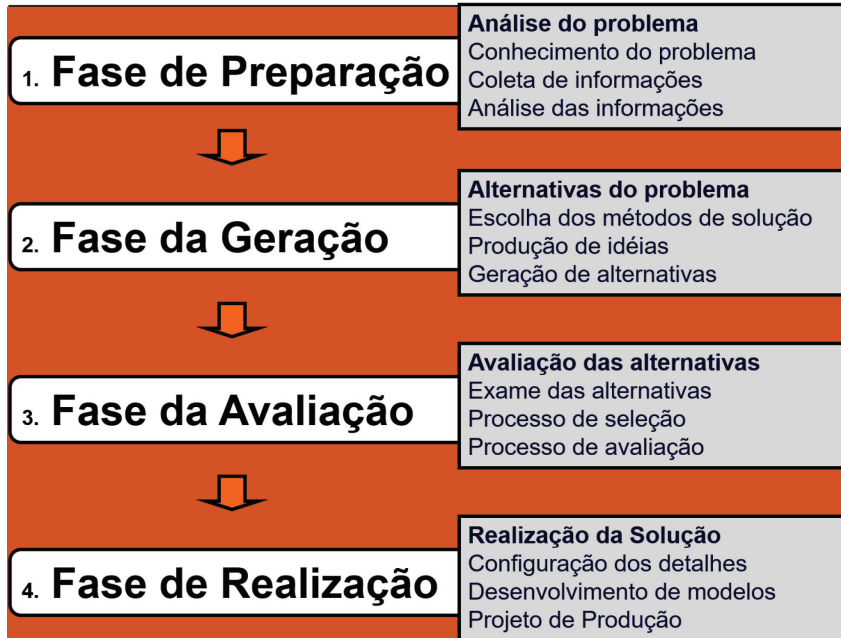 1. Fase de Preparação
Análise do problema
Conhecimento do problema
Coleta de informações
Análise das informações
2. Fase da Geração
Alternativas do problema
Escolha dos métodos de solução
Produção de idéias
Geração de alternativas
3. Fase da Avaliação
Avaliação das alternativas
Exame das alternativas
Processo de seleção
Processo de avaliação
4. Fase de Realização
Realização da Solução
Configuração dos detalhes
Desenvolvimento de modelos
Projeto de Produção